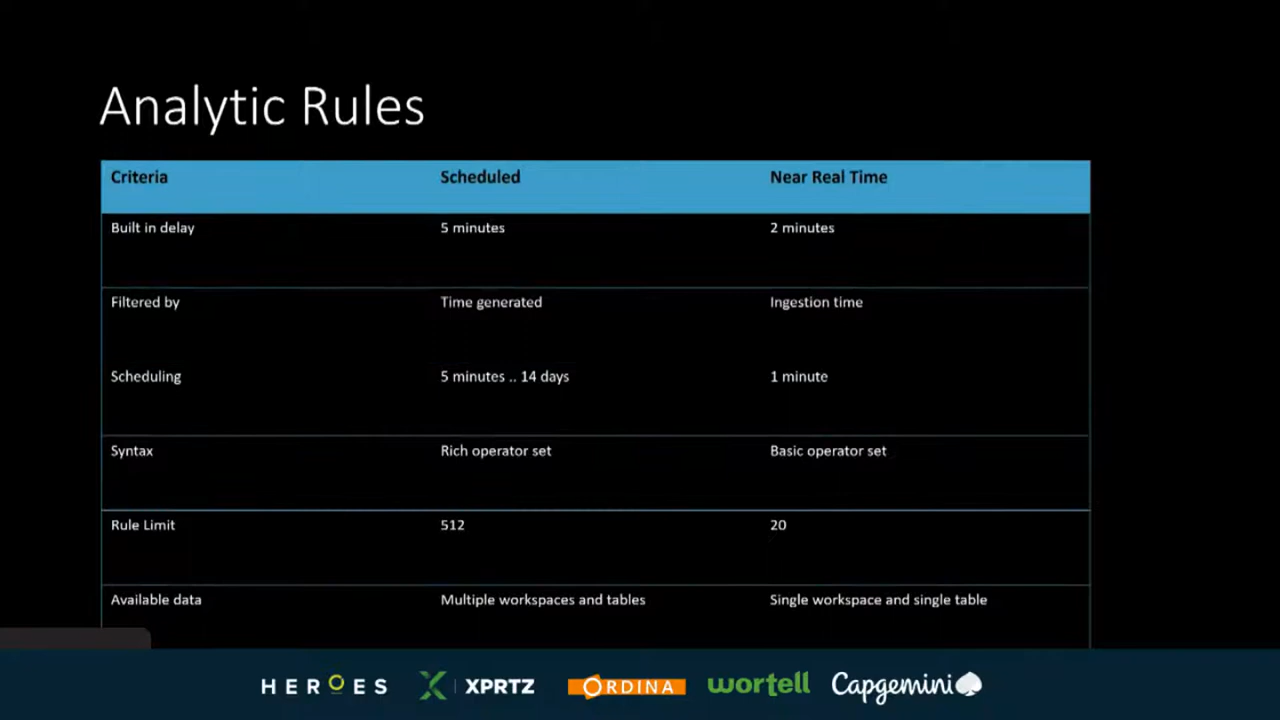 Analytic Rules
Criteria Scheduled Near Real Time
Built in delay 5 minutes 2 minutes
Filtered by Time generated Ingestion time
Scheduling 5 minutes .. 14 days 1 minute
Syntax Rich operator set Basic operator set
Rule Limit 512 20
Available data Multiple workspaces and tables Single workspace and single table
HEROES XPRTZ ORDINA wortell Capgemini